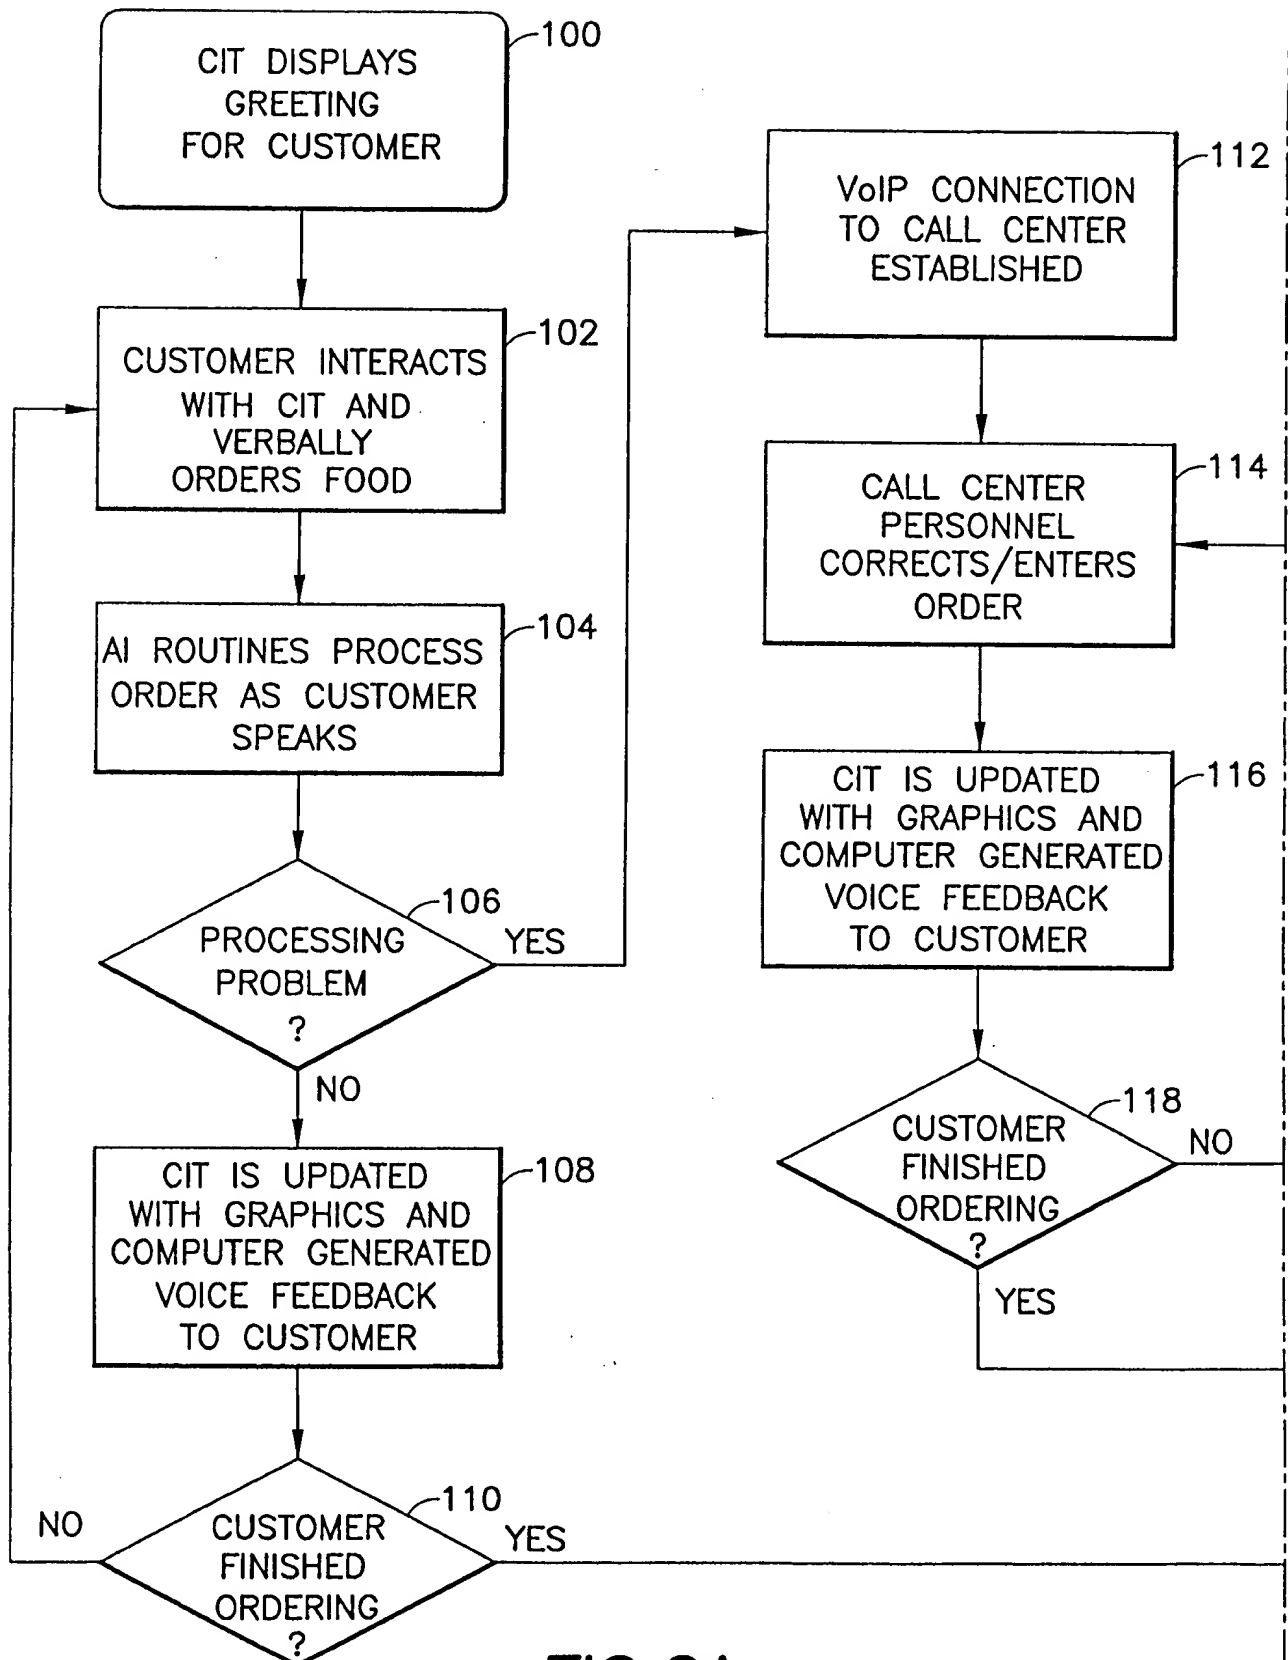 100
CIT DISPLAYS
GREETING
FOR CUSTOMER
102
CUSTOMER INTERACTS
WITH CIT AND
VERBALLY
ORDERS FOOD
104
AI ROUTINES PROCESS
ORDER AS CUSTOMER
SPEAKS
106
PROCESSING
PROBLEM
?
YES
NO
108
CIT IS UPDATED
WITH GRAPHICS AND
COMPUTER GENERATED
VOICE FEEDBACK
TO CUSTOMER
110
CUSTOMER
FINISHED
ORDERING
?
NO
YES
112
VoIP CONNECTION
TO CALL CENTER
ESTABLISHED
114
CALL CENTER
PERSONNEL
CORRECTS/ENTERS
ORDER
116
CIT IS UPDATED
WITH GRAPHICS AND
COMPUTER GENERATED
VOICE FEEDBACK
TO CUSTOMER
118
CUSTOMER
FINISHED
ORDERING
?
NO
YES